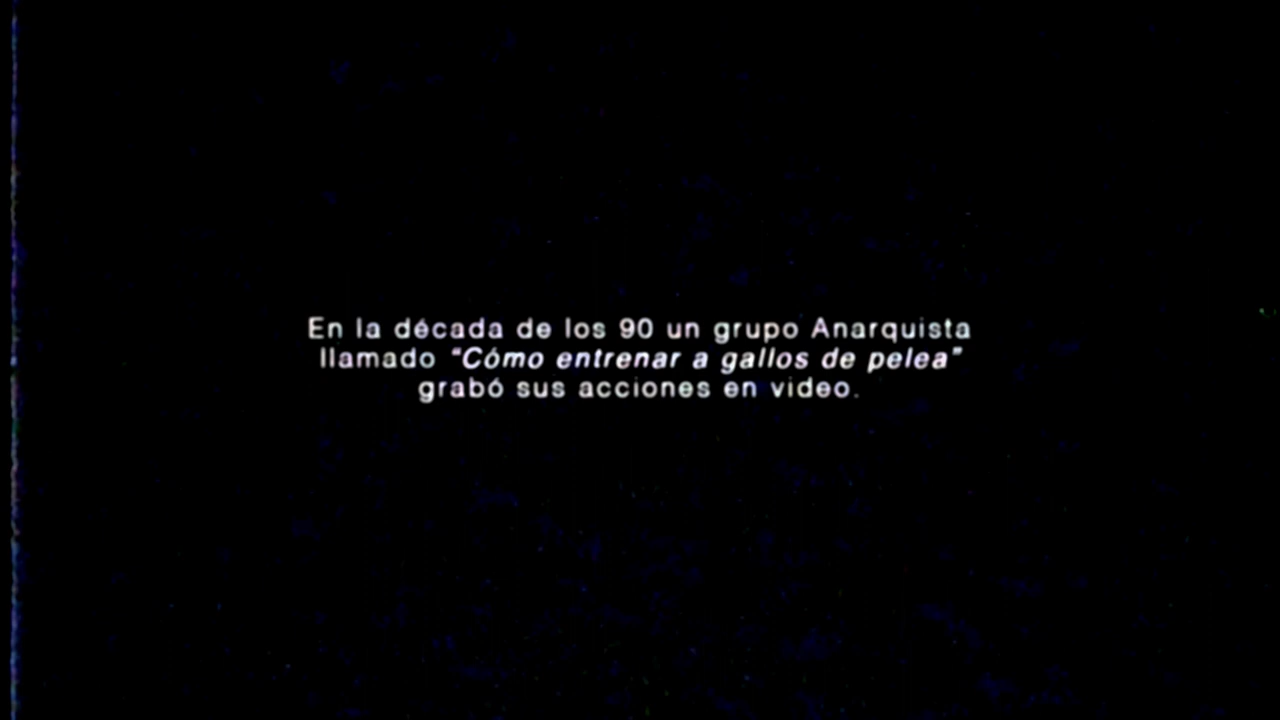 En la década de los 90 un grupo Anarquista
llamado "Cómo entrenar a gallos de pelea"
grabó sus acciones en video.